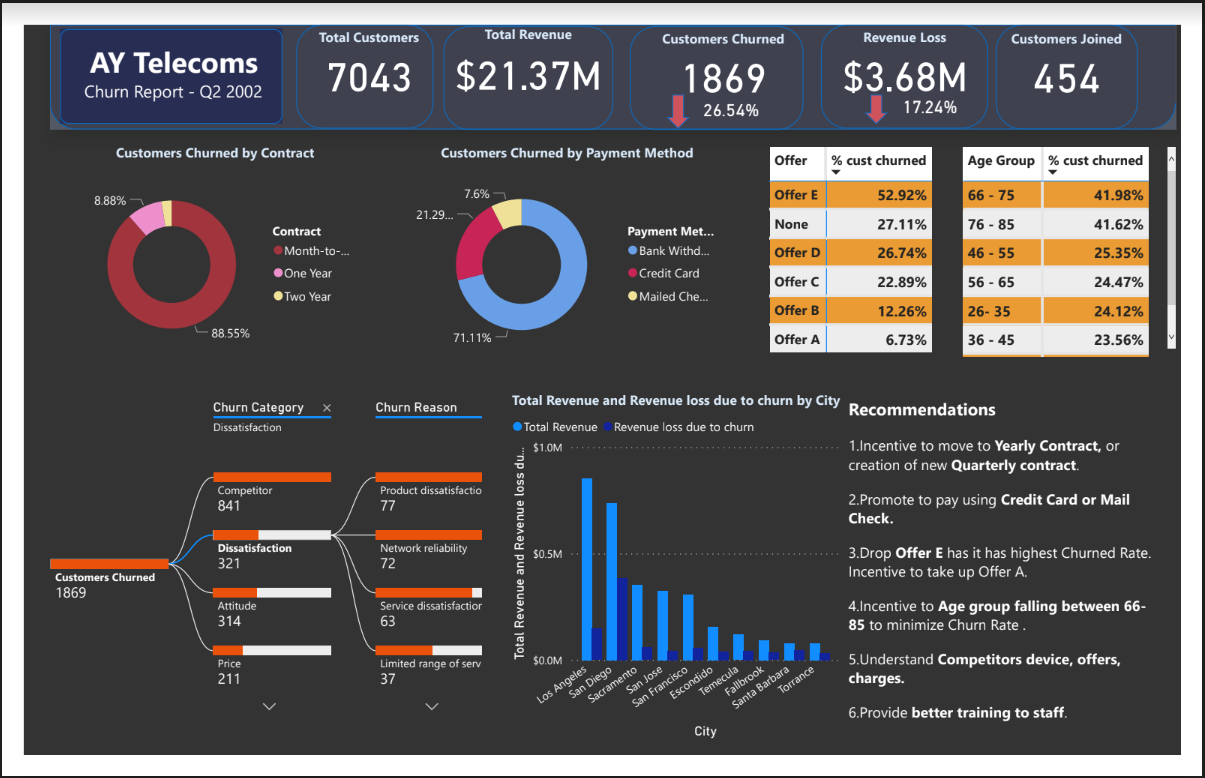 AY Telecoms
Churn Report - Q2 2002
Total Customers
7043
Total Revenue
$21.37M
Customers Churned
1869
26.54%
Revenue Loss
$3.68M
17.24%
Customers Joined
454
Customers Churned by Contract
8.88%
88.55%
Contract
Month-to-...
One Year
Two Year
Customers Churned by Payment Method
7.6%
21.29...
71.11%
Payment Met...
Bank Withd...
Credit Card
Mailed Che...
Offer % cust churned
Offer E 52.92%
None 27.11%
Offer D 26.74%
Offer C 22.89%
Offer B 12.26%
Offer A 6.73%
Age Group % cust churned
66 - 75 41.98%
76 - 85 41.62%
46 - 55 25.35%
56 - 65 24.47%
26- 35 24.12%
36 - 45 23.56%
Churn Category ×
Dissatisfaction
Churn Reason
Customers Churned
1869
Competitor
841
Dissatisfaction
321
Attitude
314
Price
211
Product dissatisfactio
77
Network reliability
72
Service dissatisfaction
63
Limited range of serv
37
Total Revenue and Revenue loss due to churn by City
Total Revenue Revenue loss due to churn
Total Revenue and Revenue loss du...
$1.0M
$0.5M
$0.0M
Los Angeles
San Diego
Sacramento
San Jose
San Francisco
Escondido
Temecula
Fallbrook
Santa Barbara
Torrance
City
Recommendations
1.Incentive to move to Yearly Contract, or
creation of new Quarterly contract.
2.Promote to pay using Credit Card or Mail
Check.
3.Drop Offer E has it has highest Churned Rate.
Incentive to take up Offer A.
4.Incentive to Age group falling between 66-
85 to minimize Churn Rate .
5.Understand Competitors device, offers,
charges.
6.Provide better training to staff.